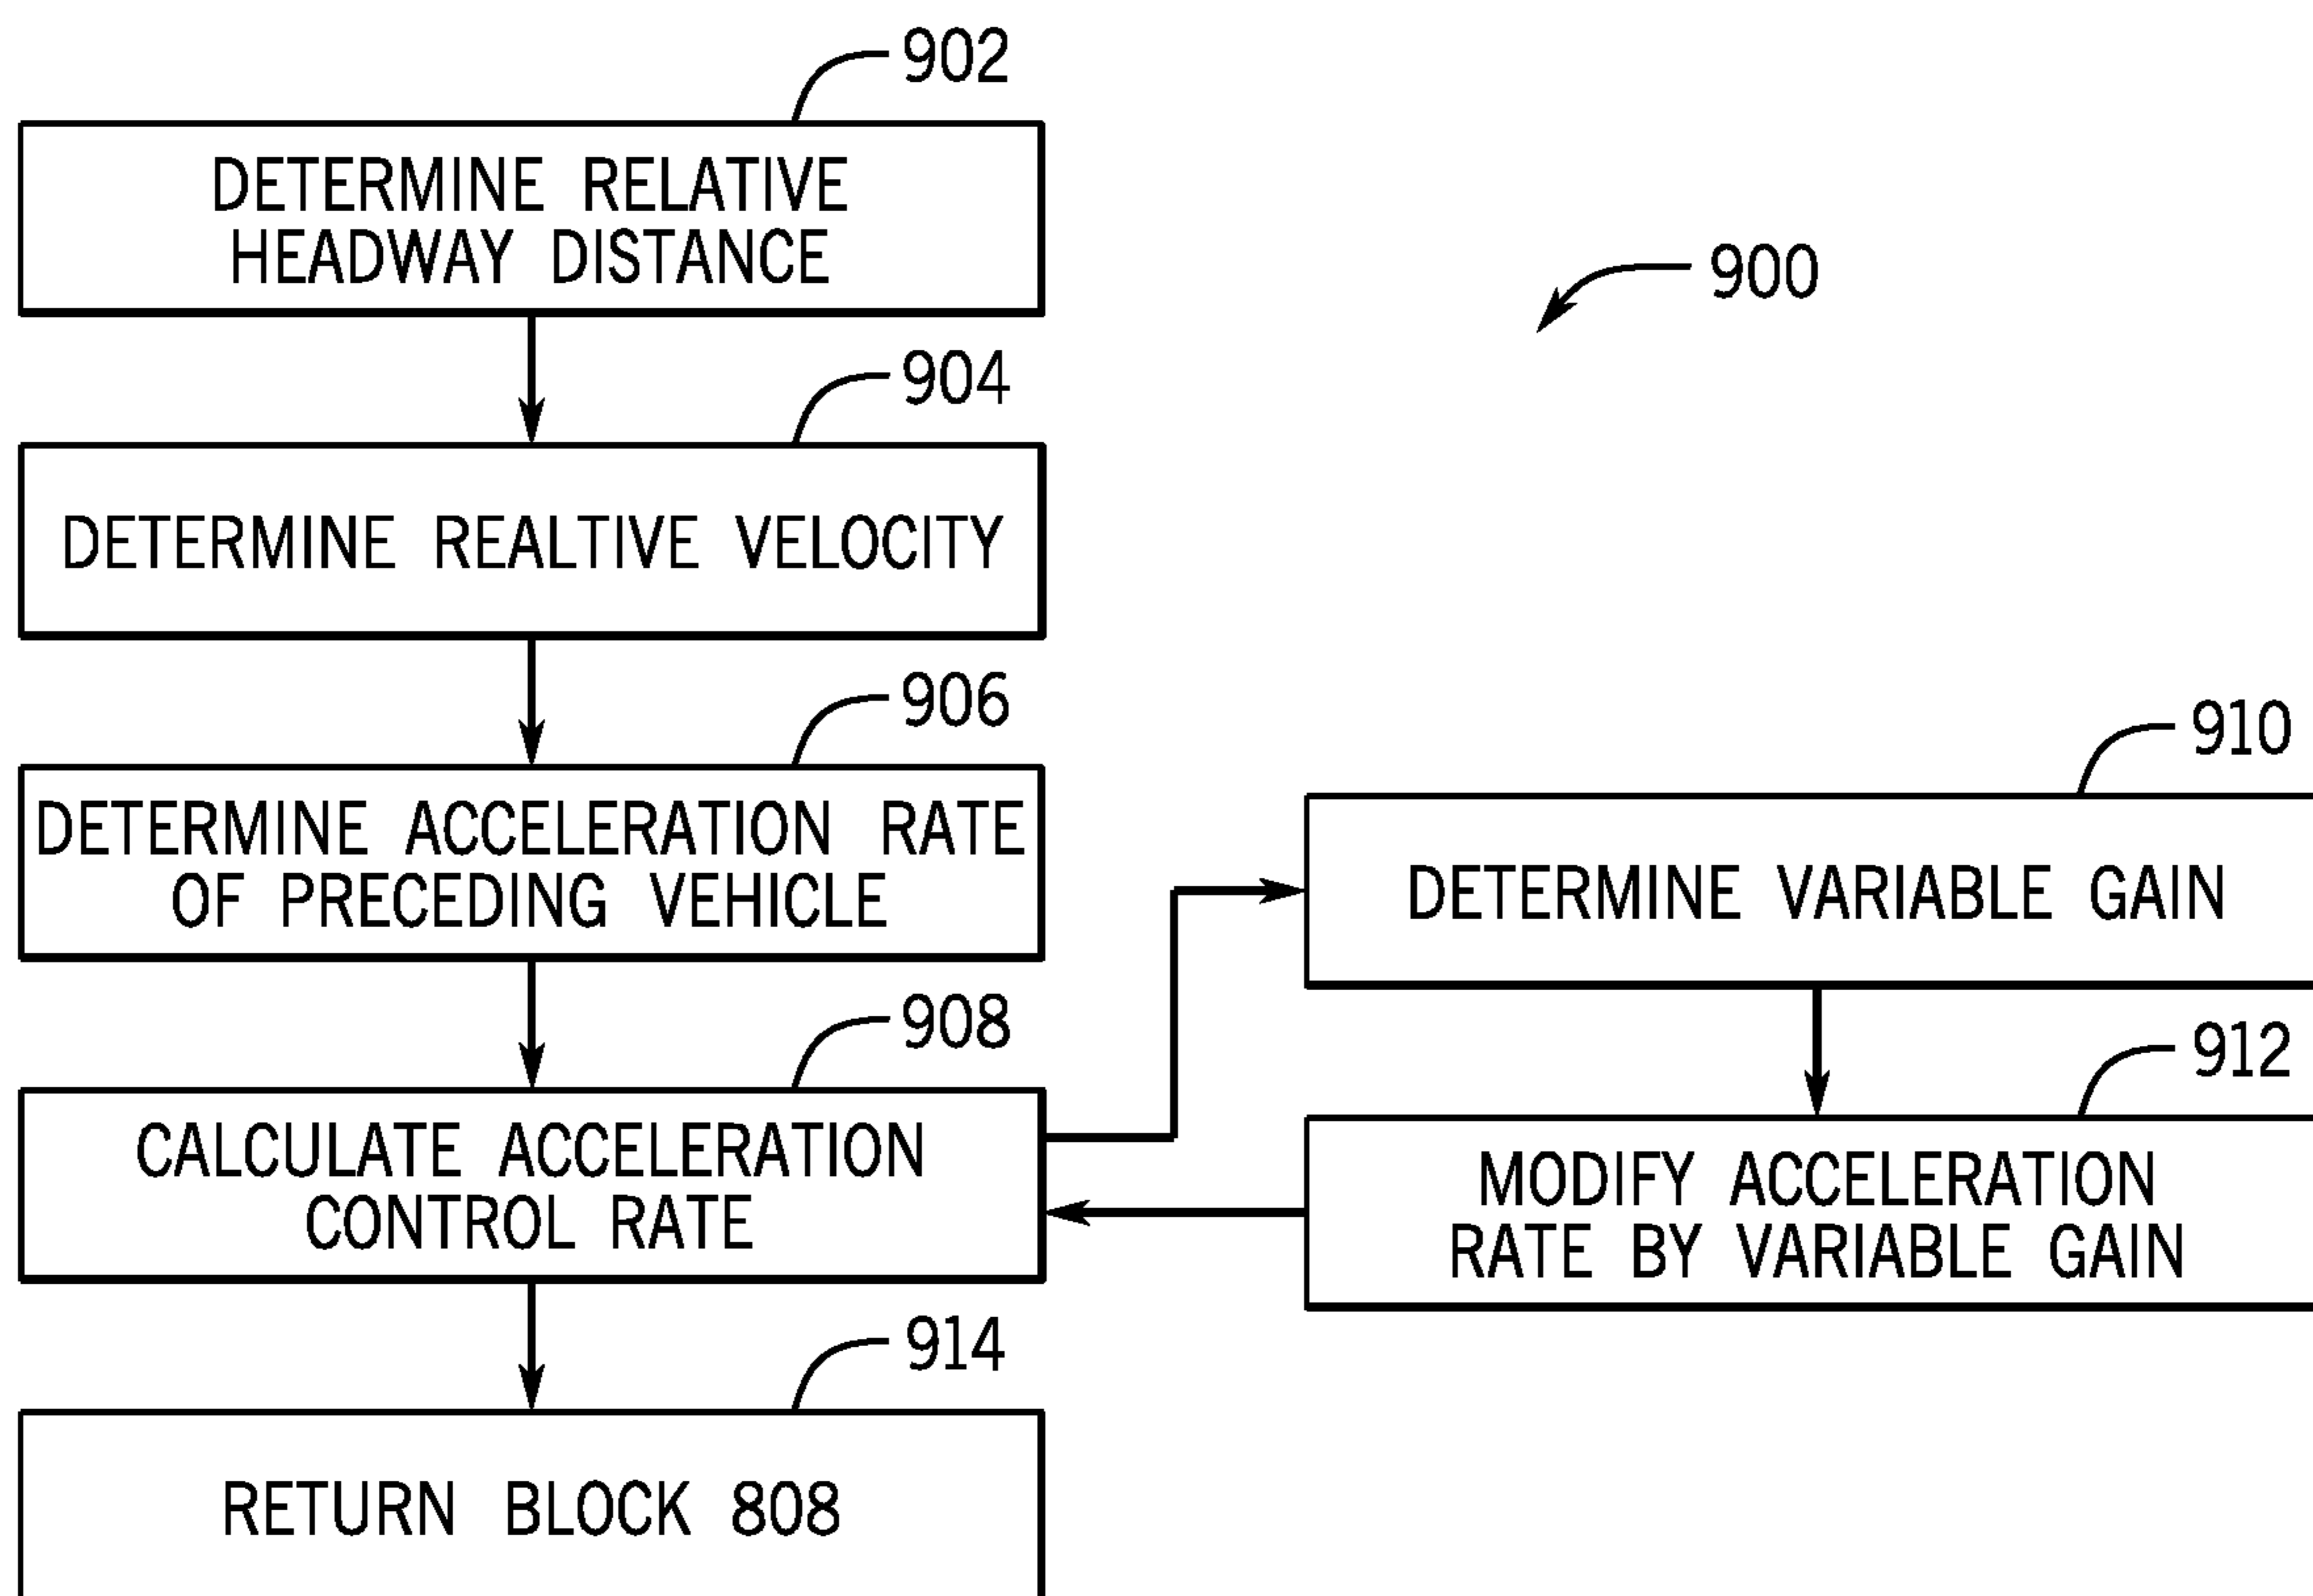 902
DETERMINE RELATIVE
HEADWAY DISTANCE
900
904
DETERMINE REALTIVE VELOCITY
906
DETERMINE ACCELERATION RATE
OF PRECEDING VEHICLE
908
CALCULATE ACCELERATION
CONTROL RATE
910
DETERMINE VARIABLE GAIN
912
MODIFY ACCELERATION
RATE BY VARIABLE GAIN
914
RETURN BLOCK 808